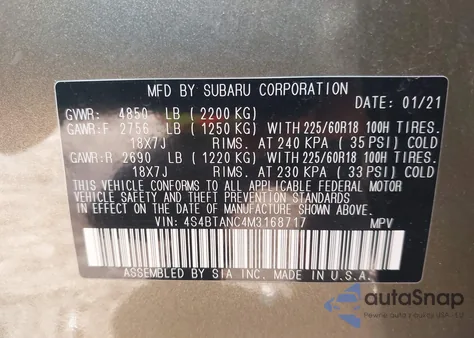 MFD BY SUBARU CORPORATION
GVWR: 4850 LB (2200 KG) DATE: 01/21
GAWR:F 2756 LB (1250 KG) WITH 225/60R18 100H TIRES.
18X7J RIMS. AT 240 KPA (35 PSI) COLD
GAWR:R 2690 LB (1220 KG) WITH 225/60R18 100H TIRES.
18X7J RIMS. AT 230 KPA (33 PSI) COLD
THIS VEHICLE CONFORMS TO ALL APPLICABLE FEDERAL MOTOR
VEHICLE SAFETY, BUMPER, AND THEFT PREVENTION STANDARDS
IN EFFECT ON THE DATE OF MANUFACTURE SHOWN ABOVE.
VIN: 4S4BTANC4M3168717 MPV
ASSEMBLED BY SIA INC. MADE IN U.S.A.
autoSnap